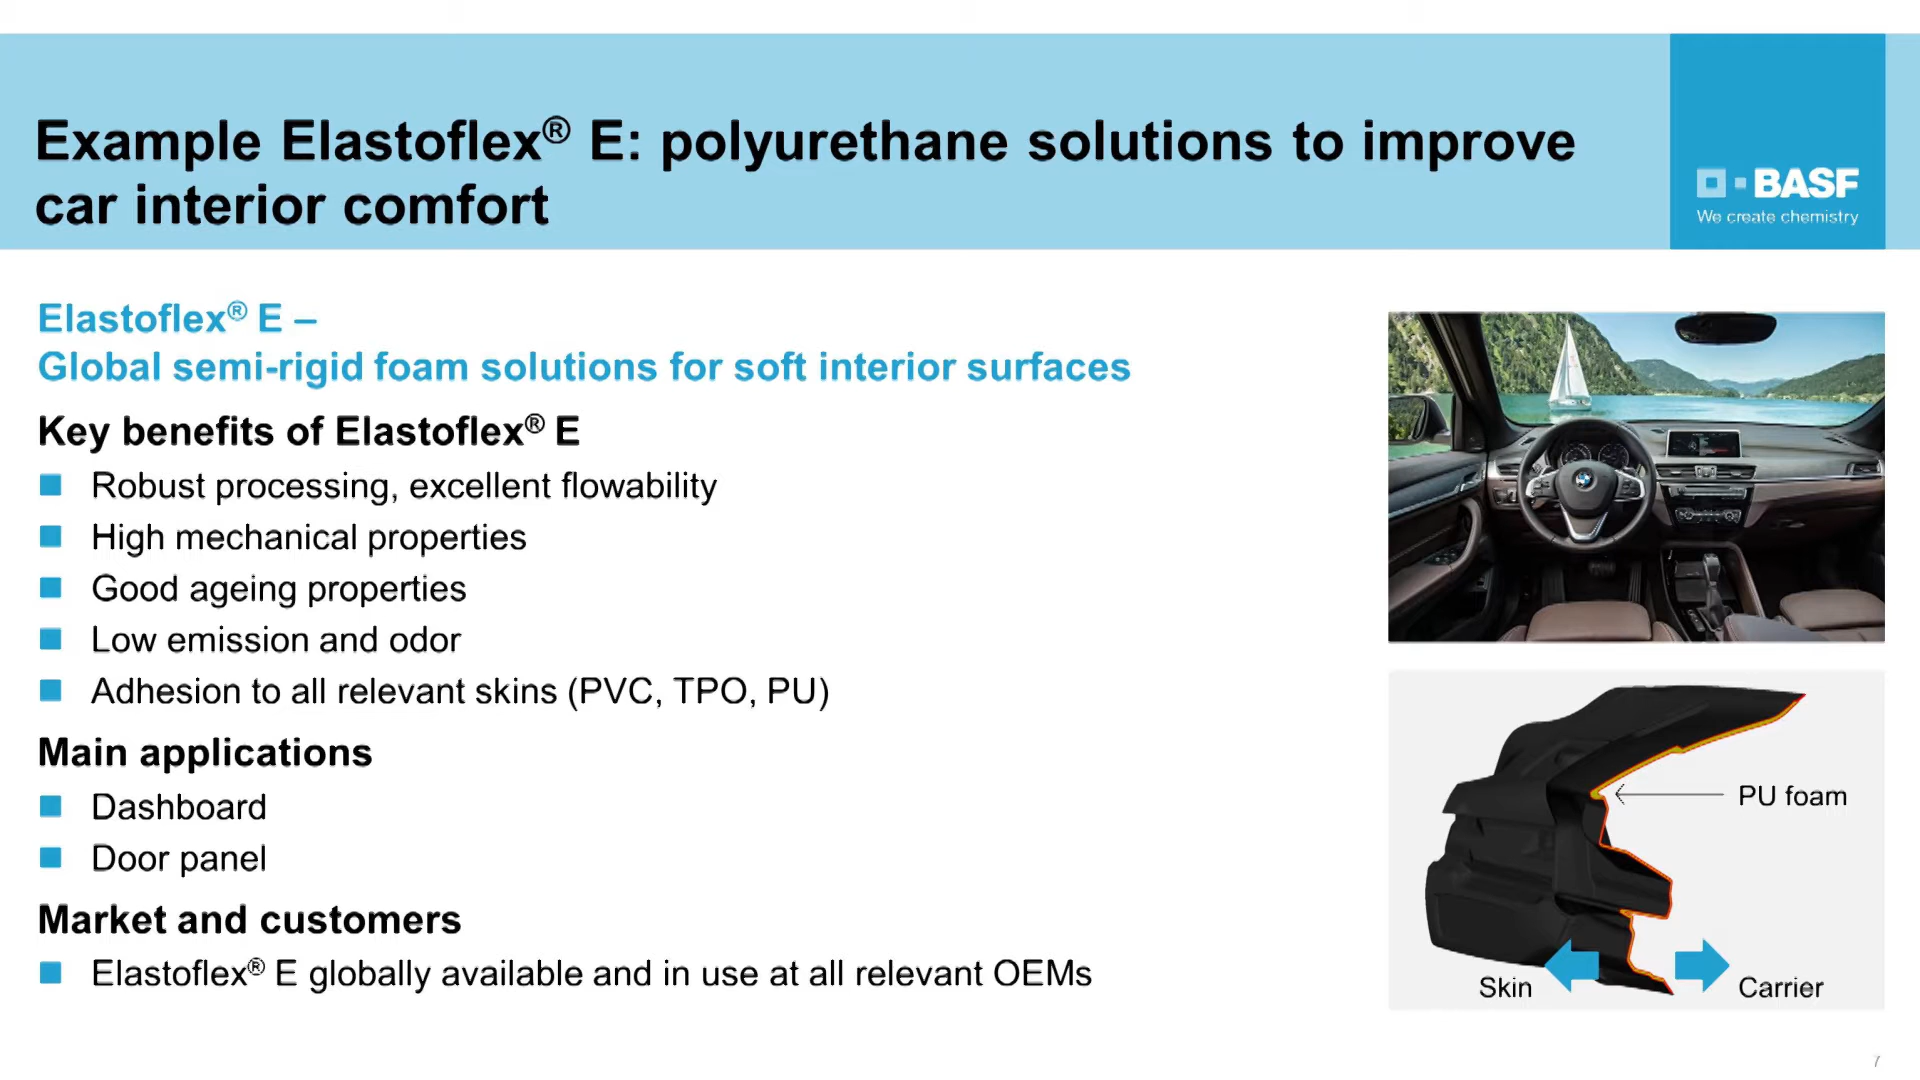 Example Elastoflex® E: polyurethane solutions to improve
car interior comfort
BASF
We create chemistry
Elastoflex® E –
Global semi-rigid foam solutions for soft interior surfaces
Key benefits of Elastoflex® E
Robust processing, excellent flowability
High mechanical properties
Good ageing properties
Low emission and odor
Adhesion to all relevant skins (PVC, TPO, PU)
Main applications
Dashboard
Door panel
Market and customers
Elastoflex® E globally available and in use at all relevant OEMs
PU foam
Skin
Carrier
7